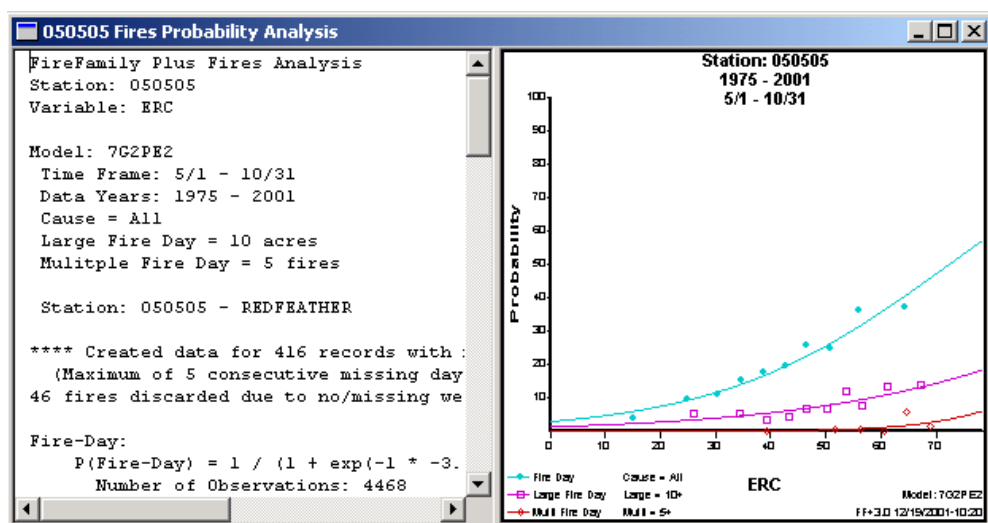 050505 Fires Probability Analysis
FireFamily Plus Fires Analysis
Station: 050505
Variable: ERC
Model: 7G2PE2
Time Frame: 5/1 - 10/31
Data Years: 1975 - 2001
Cause = All
Large Fire Day = 10 acres
Mulitple Fire Day = 5 fires
Station: 050505 - REDFEATHER
**** Created data for 416 records with
(Maximum of 5 consecutive missing day
46 fires discarded due to no/missing we
Fire-Day:
P(Fire-Day) = 1 / (1 + exp(-1 * -3.
Number of Observations: 4468
Station: 050505
1975 - 2001
5/1 - 10/31
Probability
100
90
80
70
60
50
40
30
20
10
0 10 20 30 40 50 60 70
ERC
Fire Day Cause = All
Large Fire Day Large = 10+
Multi Fire Day Multi = 5+
Model: 7G2PE2
FF+3.0 12/19/2001-10:20